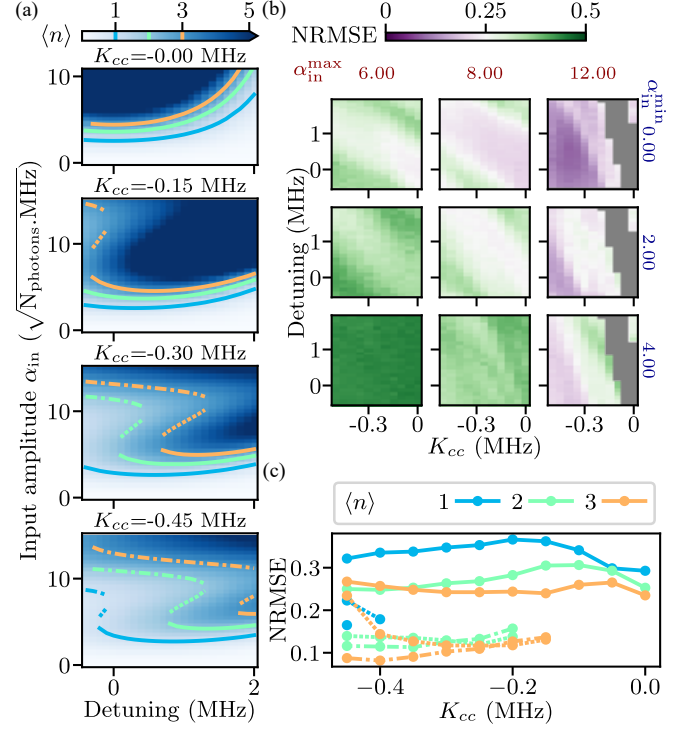 (a)
⟨n⟩
1 3 5
K_cc=-0.00 MHz
10
0
K_cc=-0.15 MHz
10
0
K_cc=-0.30 MHz
10
0
K_cc=-0.45 MHz
10
0
0 2
Detuning (MHz)
Input amplitude α_in (√N_photons.MHz)
(b)
0 0.25 0.50
NRMSE
α_in^max 6.00 8.00 12.00
α_in^min
0.00
2.00
4.00
1
0
1
0
1
0
Detuning (MHz)
-0.3 0 -0.3 0 -0.3 0
K_cc (MHz)
(c)
⟨n⟩ 1 2 3
NRMSE
0.3
0.2
0.1
−0.4 −0.2 0.0
K_cc (MHz)